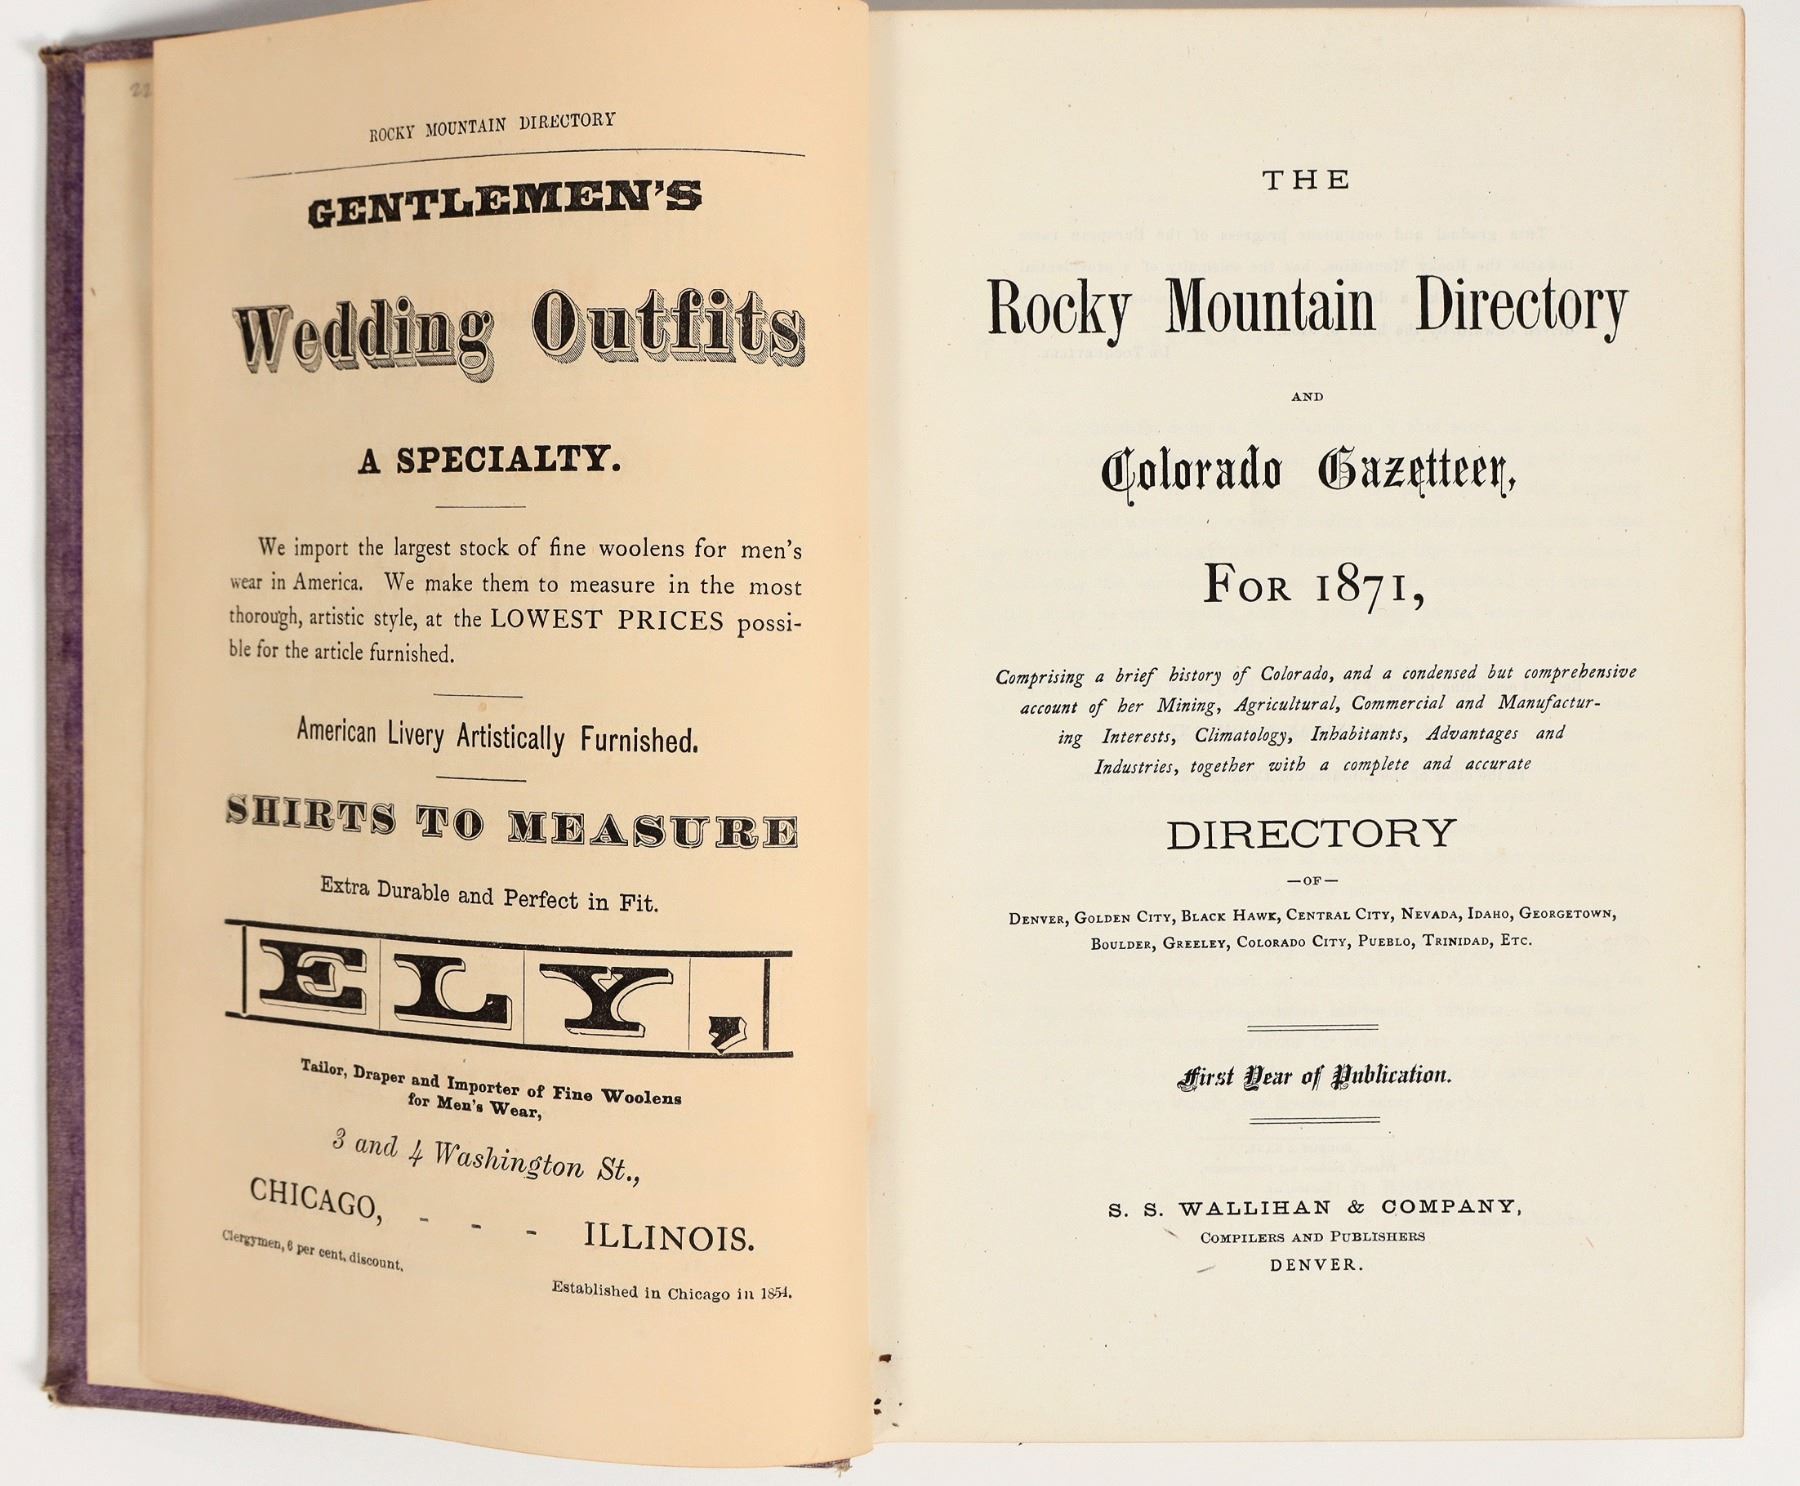 22
ROCKY MOUNTAIN DIRECTORY
GENTLEMEN'S
Wedding Outfits
A SPECIALTY.
We import the largest stock of fine woolens for men's
wear in America. We make them to measure in the most
thorough, artistic style, at the LOWEST PRICES possi-
ble for the article furnished.
American Livery Artistically Furnished.
SHIRTS TO MEASURE
Extra Durable and Perfect in Fit.
ELY,
Tailor, Draper and Importer of Fine Woolens
for Men's Wear,
3 and 4 Washington St.,
CHICAGO, - - - ILLINOIS.
Clergymen, 6 per cent. discount.
Established in Chicago in 1854.
THE
Rocky Mountain Directory
AND
Colorado Gazetteer,
FOR 1871,
Comprising a brief history of Colorado, and a condensed but comprehensive
account of her Mining, Agricultural, Commercial and Manufactur-
ing Interests, Climatology, Inhabitants, Advantages and
Industries, together with a complete and accurate
DIRECTORY
—OF—
DENVER, GOLDEN CITY, BLACK HAWK, CENTRAL CITY, NEVADA, IDAHO, GEORGETOWN,
BOULDER, GREELEY, COLORADO CITY, PUEBLO, TRINIDAD, ETC.
First Year of Publication.
S. S. WALLIHAN & COMPANY,
COMPILERS AND PUBLISHERS
DENVER.